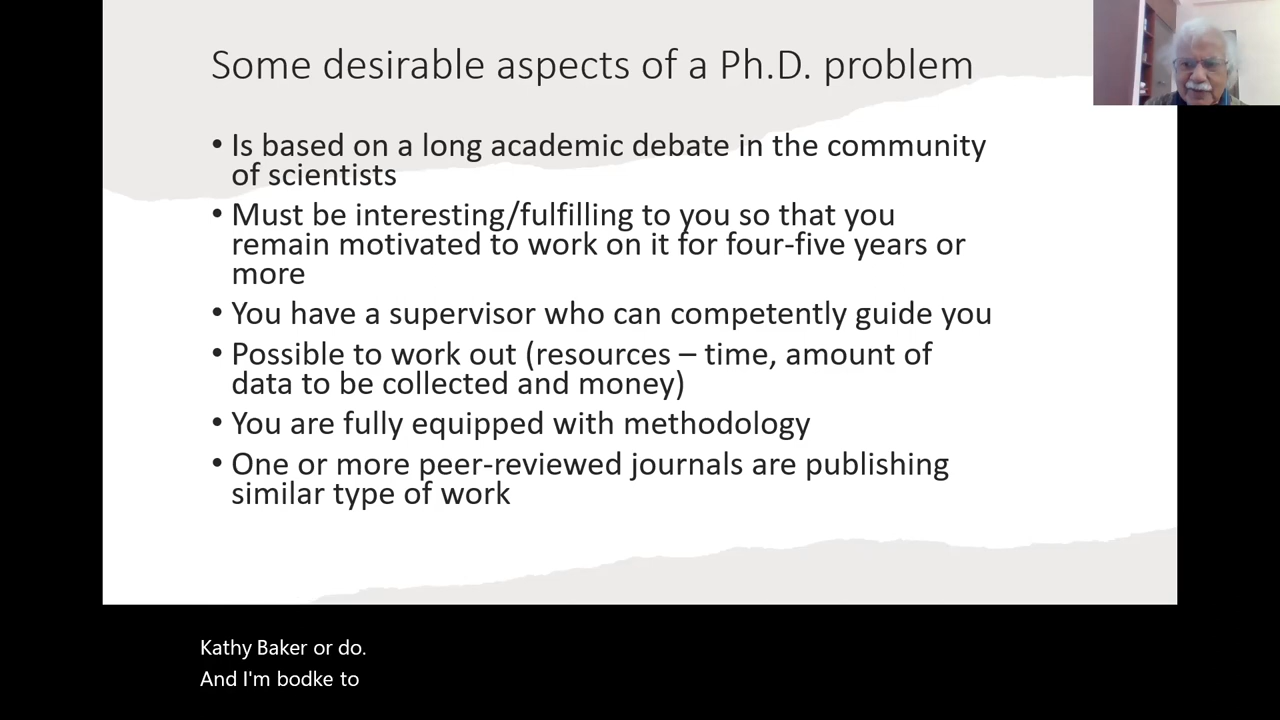 Some desirable aspects of a Ph.D. problem
• Is based on a long academic debate in the community
of scientists
• Must be interesting/fulfilling to you so that you
remain motivated to work on it for four-five years or
more
• You have a supervisor who can competently guide you
• Possible to work out (resources – time, amount of
data to be collected and money)
• You are fully equipped with methodology
• One or more peer-reviewed journals are publishing
similar type of work
Kathy Baker or do.
And I'm bodke to